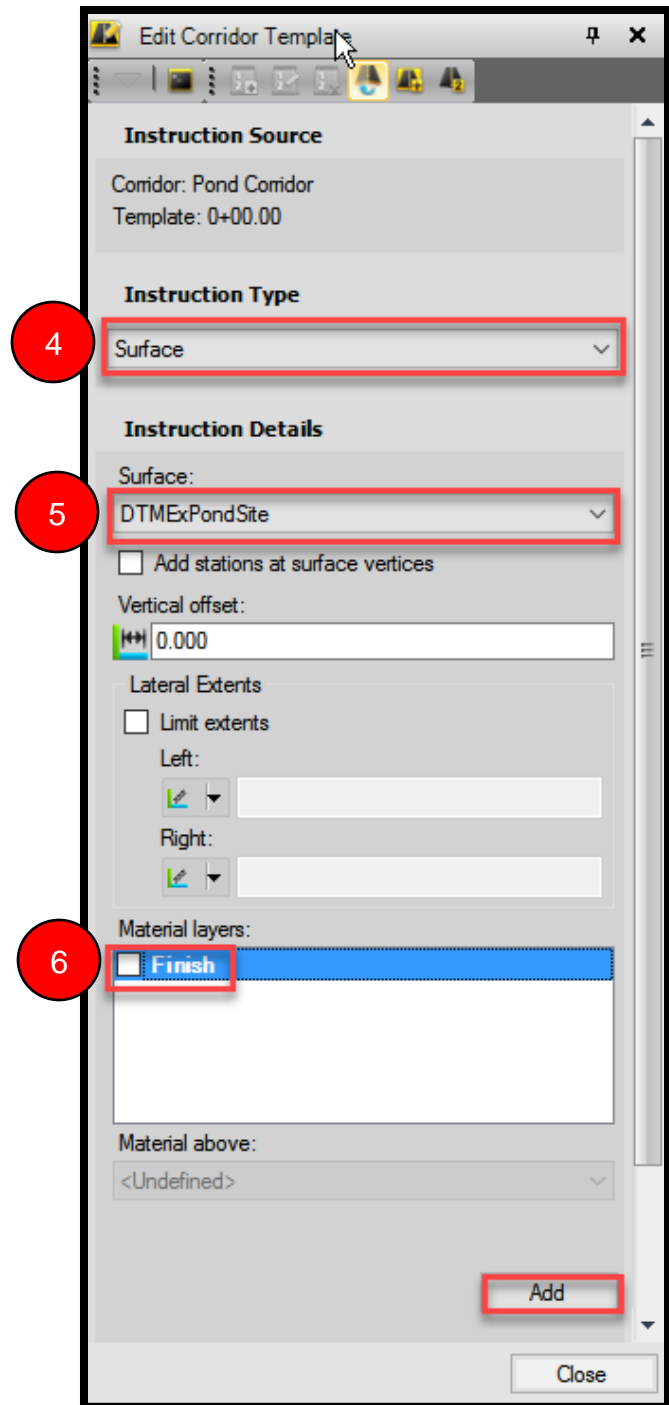 Edit Corridor Template
Instruction Source
Corridor: Pond Corridor
Template: 0+00.00
Instruction Type
4
Surface
Instruction Details
Surface:
5
DTMExPondSite
Add stations at surface vertices
Vertical offset:
0.000
Lateral Extents
Limit extents
Left:
Right:
Material layers:
6
Finish
Material above:
<Undefined>
Add
Close